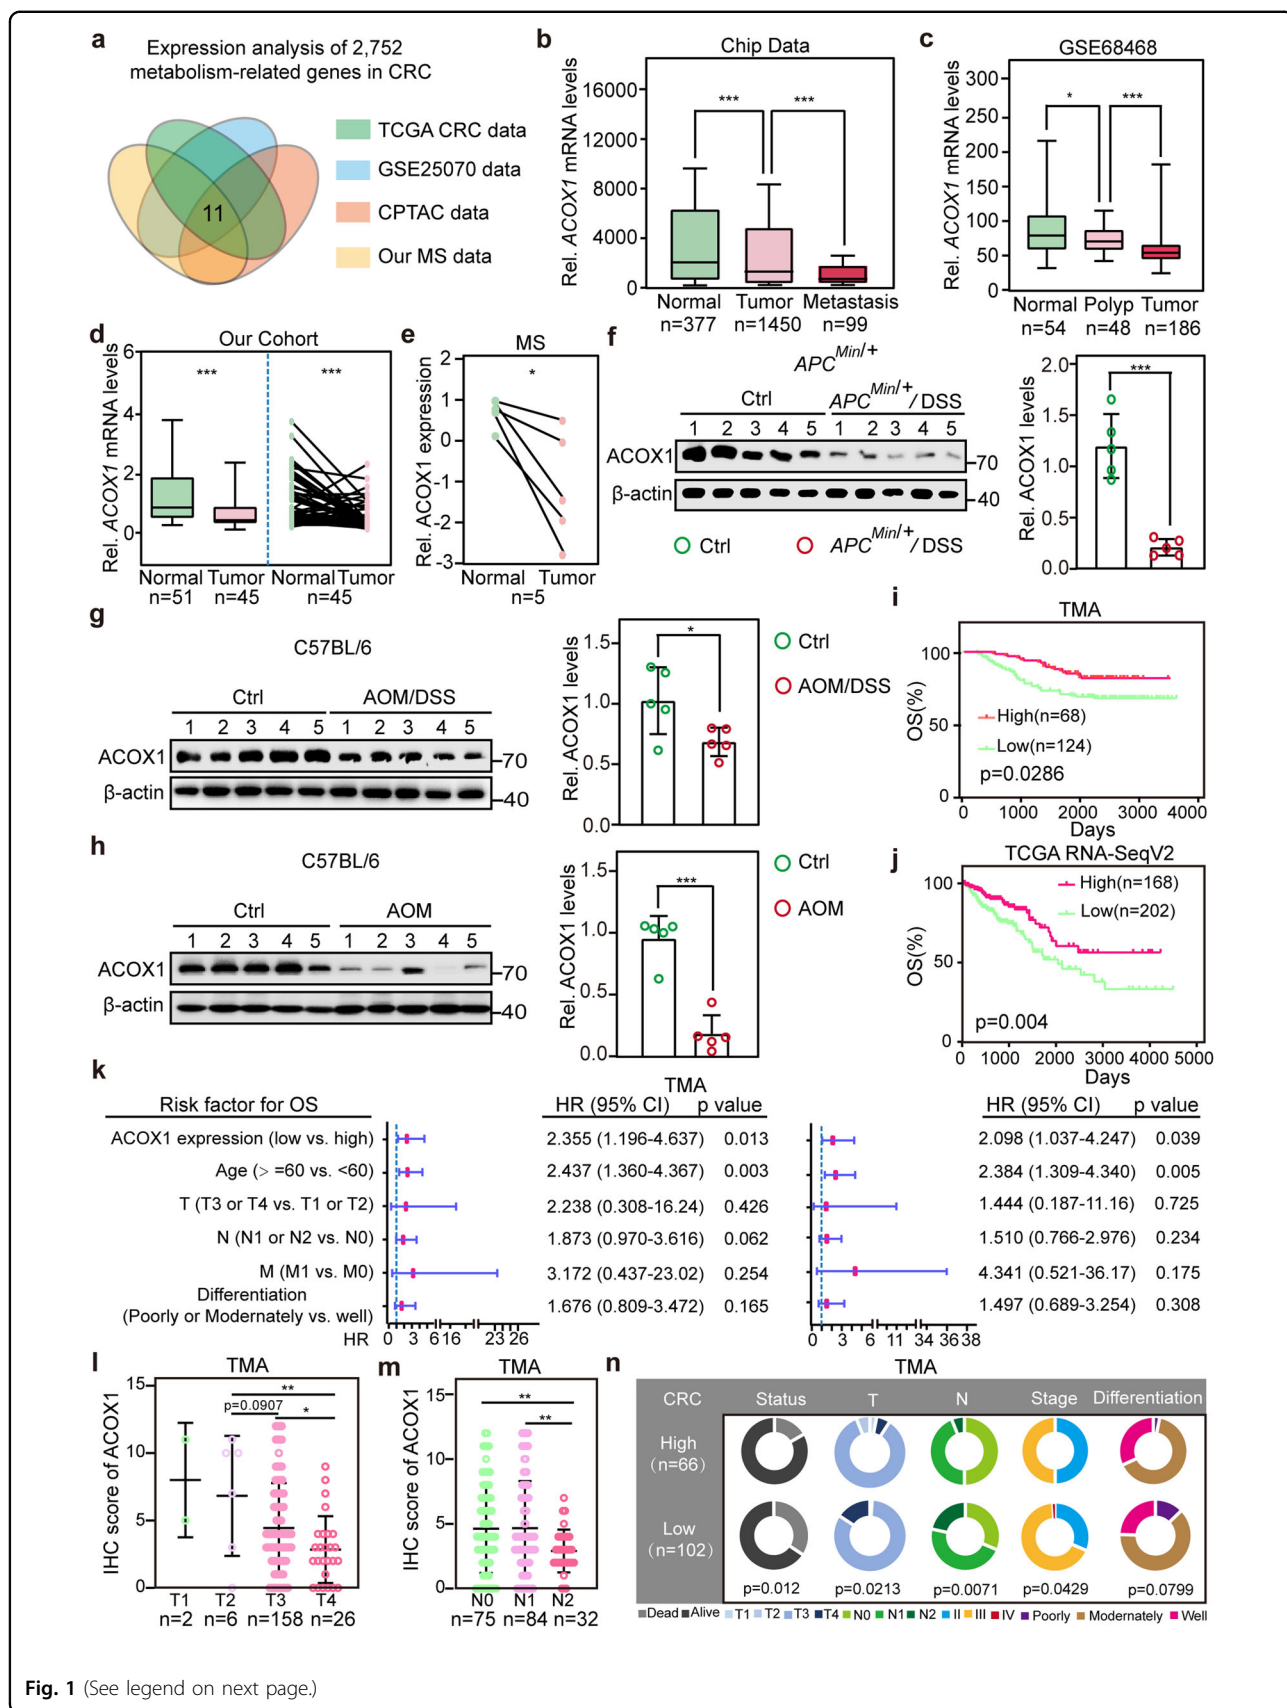 a
Expression analysis of 2,752
metabolism-related genes in CRC
11
TCGA CRC data
GSE25070 data
CPTAC data
Our MS data
b
Chip Data
Rel. ACOX1 mRNA levels
16000
12000
8000
4000
0
***
***
Normal
Tumor
Metastasis
n=377
n=1450
n=99
c
GSE68468
Rel. ACOX1 mRNA levels
300
250
200
150
100
50
0
*
***
Normal
Polyp
Tumor
n=54
n=48
n=186
d
Our Cohort
Rel. ACOX1 mRNA levels
6
4
2
0
***
***
Normal Tumor
Normal Tumor
n=51
n=45
n=45
e
MS
Rel. ACOX1 expression
2
1
0
-1
-2
-3
*
Normal Tumor
n=5
f
APC Min/+
Ctrl
APC Min/+ / DSS
1 2 3 4 5 1 2 3 4 5
ACOX1
-70
β-actin
-40
Ctrl
APC Min/+ / DSS
Rel. ACOX1 levels
2.0
1.5
1.0
0.5
0.0
***
g
C57BL/6
Ctrl
AOM/DSS
1 2 3 4 5 1 2 3 4 5
ACOX1
-70
β-actin
-40
Rel. ACOX1 levels
1.5
1.0
0.5
0.0
*
Ctrl
AOM/DSS
h
C57BL/6
Ctrl
AOM
1 2 3 4 5 1 2 3 4 5
ACOX1
-70
β-actin
-40
Rel. ACOX1 levels
1.5
1.0
0.5
0.0
***
Ctrl
AOM
i
TMA
OS(%)
100
50
0
High(n=68)
Low(n=124)
p=0.0286
0 1000 2000 3000 4000
Days
j
TCGA RNA-SeqV2
OS(%)
100
50
0
High(n=168)
Low(n=202)
p=0.004
0 1000 2000 3000 4000 5000
Days
k
TMA
Risk factor for OS
HR (95% CI) p value
HR (95% CI) p value
ACOX1 expression (low vs. high)
2.355 (1.196-4.637) 0.013
2.098 (1.037-4.247) 0.039
Age (> =60 vs. <60)
2.437 (1.360-4.367) 0.003
2.384 (1.309-4.340) 0.005
T (T3 or T4 vs. T1 or T2)
2.238 (0.308-16.24) 0.426
1.444 (0.187-11.16) 0.725
N (N1 or N2 vs. N0)
1.873 (0.970-3.616) 0.062
1.510 (0.766-2.976) 0.234
M (M1 vs. M0)
3.172 (0.437-23.02) 0.254
4.341 (0.521-36.17) 0.175
Differentiation
(Poorly or Modernately vs. well)
1.676 (0.809-3.472) 0.165
1.497 (0.689-3.254) 0.308
HR
0 3 6 16 23 26
0 3 6 11 34 36 38
l
TMA
IHC score of ACOX1
15
10
5
0
**
p=0.0907
*
T1 T2 T3 T4
n=2 n=6 n=158 n=26
m
TMA
IHC score of ACOX1
15
10
5
0
**
**
N0 N1 N2
n=75 n=84 n=32
n
TMA
CRC Status T N Stage Differentiation
High
(n=66)
Low
(n=102)
p=0.012 p=0.0213 p=0.0071 p=0.0429 p=0.0799
Dead Alive T1 T2 T3 T4 N0 N1 N2 II III IV Poorly Modernately Well
Fig. 1 (See legend on next page.)